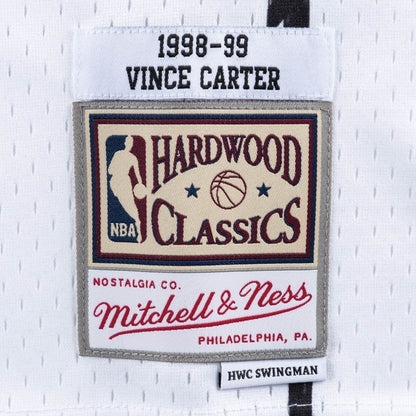 1998-99
VINCE CARTER
NBA
HARDWOOD
CLASSICS
NOSTALGIA CO.
Mitchell & Ness
PHILADELPHIA, PA.
HWC SWINGMAN